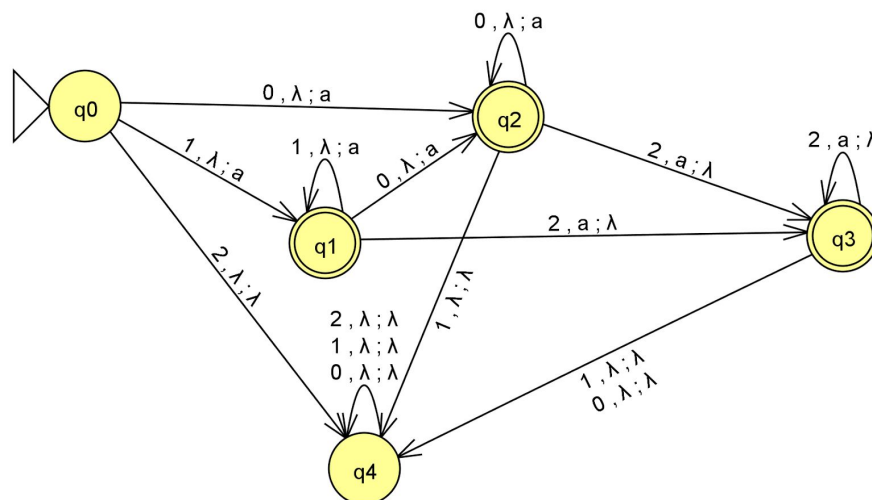 0 , λ ; a
q0
0 , λ ; a
q2
1 , λ ; a
1 , λ ; a
0 , λ ; a
2 , a ; λ
2 , a ; λ
q1
2 , a ; λ
q3
2 , λ ; λ
1 , λ ; λ
2 , λ ; λ
1 , λ ; λ
0 , λ ; λ
1 , λ ; λ
0 , λ ; λ
q4